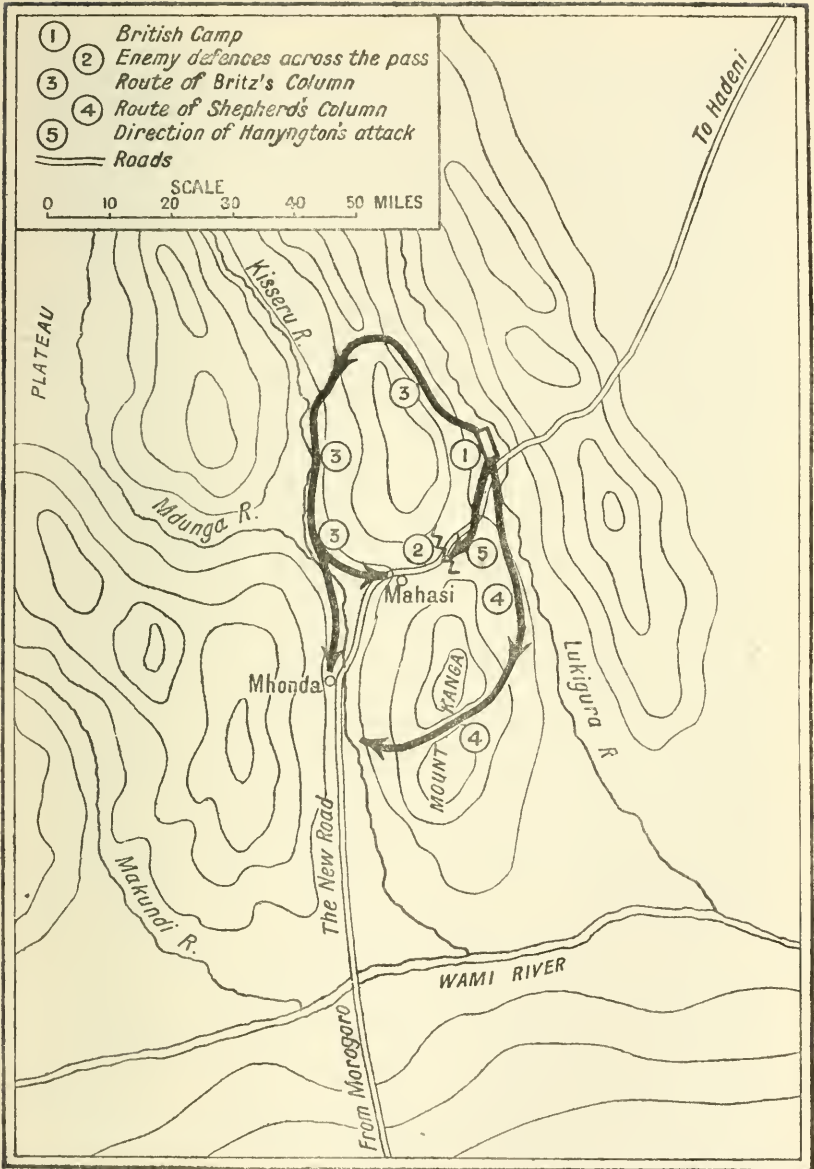 ① British Camp
② Enemy defences across the pass
③ Route of Britz's Column
④ Route of Shepherd's Column
⑤ Direction of Hanyngton's attack
Roads
SCALE
0 10 20 30 40 50 MILES
To Hadeni
PLATEAU
Kisseru R.
③
③
①
Mdunga R.
③
②
⑤
Mahasi
④
Lukigura R
Mhonda
MOUNT KANGA
④
The New Road
Makundi R.
WAMI RIVER
From Morogoro